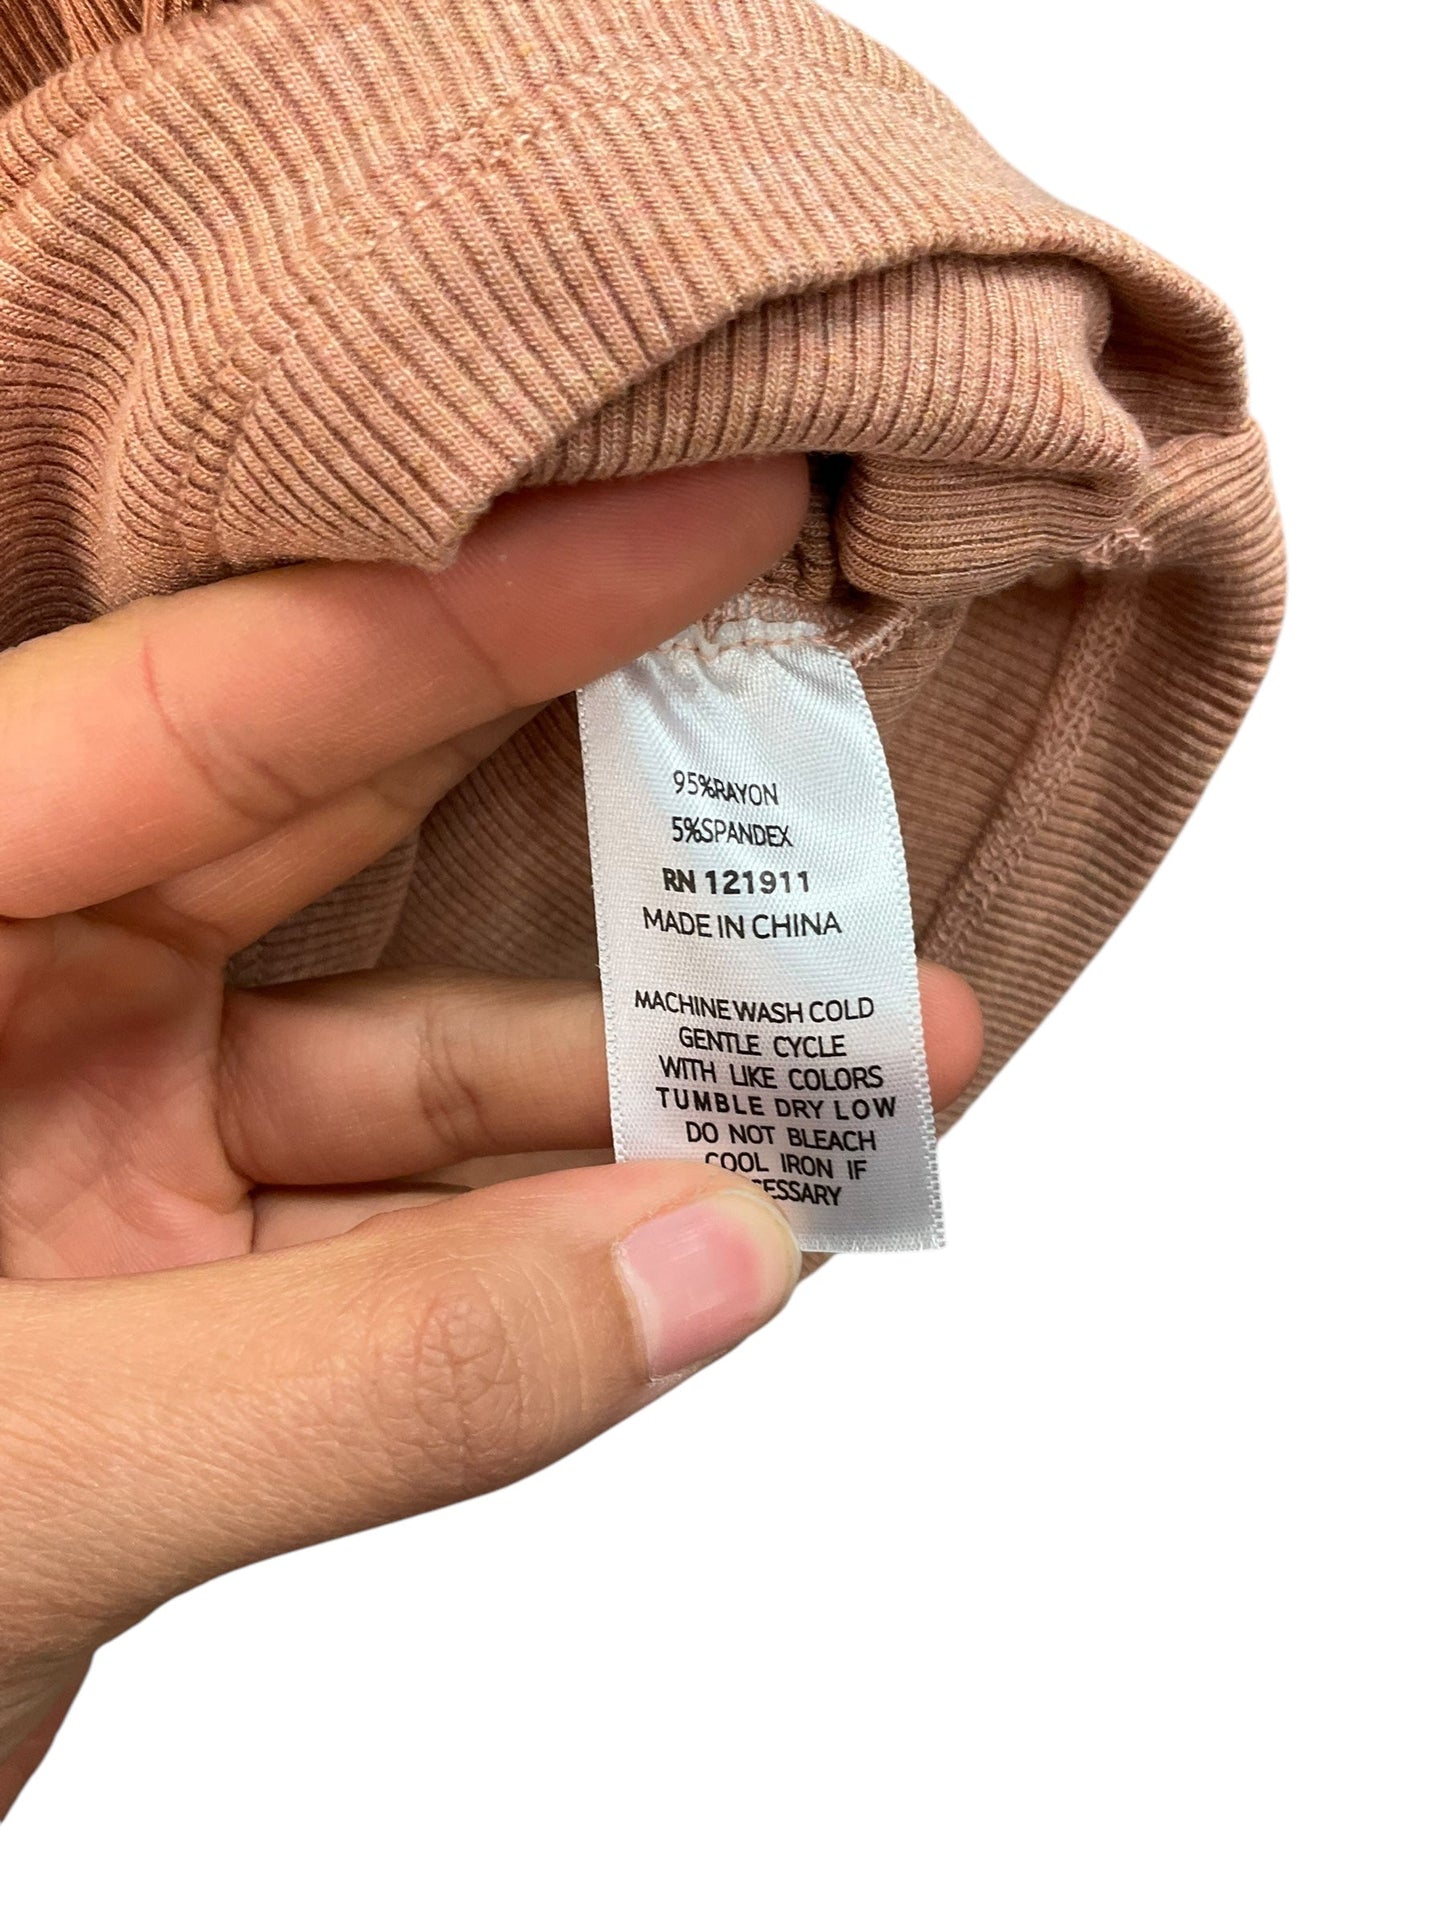 95%RAYON
5%SPANDEX
RN 121911
MADE IN CHINA
MACHINE WASH COLD
GENTLE CYCLE
WITH LIKE COLORS
TUMBLE DRY LOW
DO NOT BLEACH
COOL IRON IF